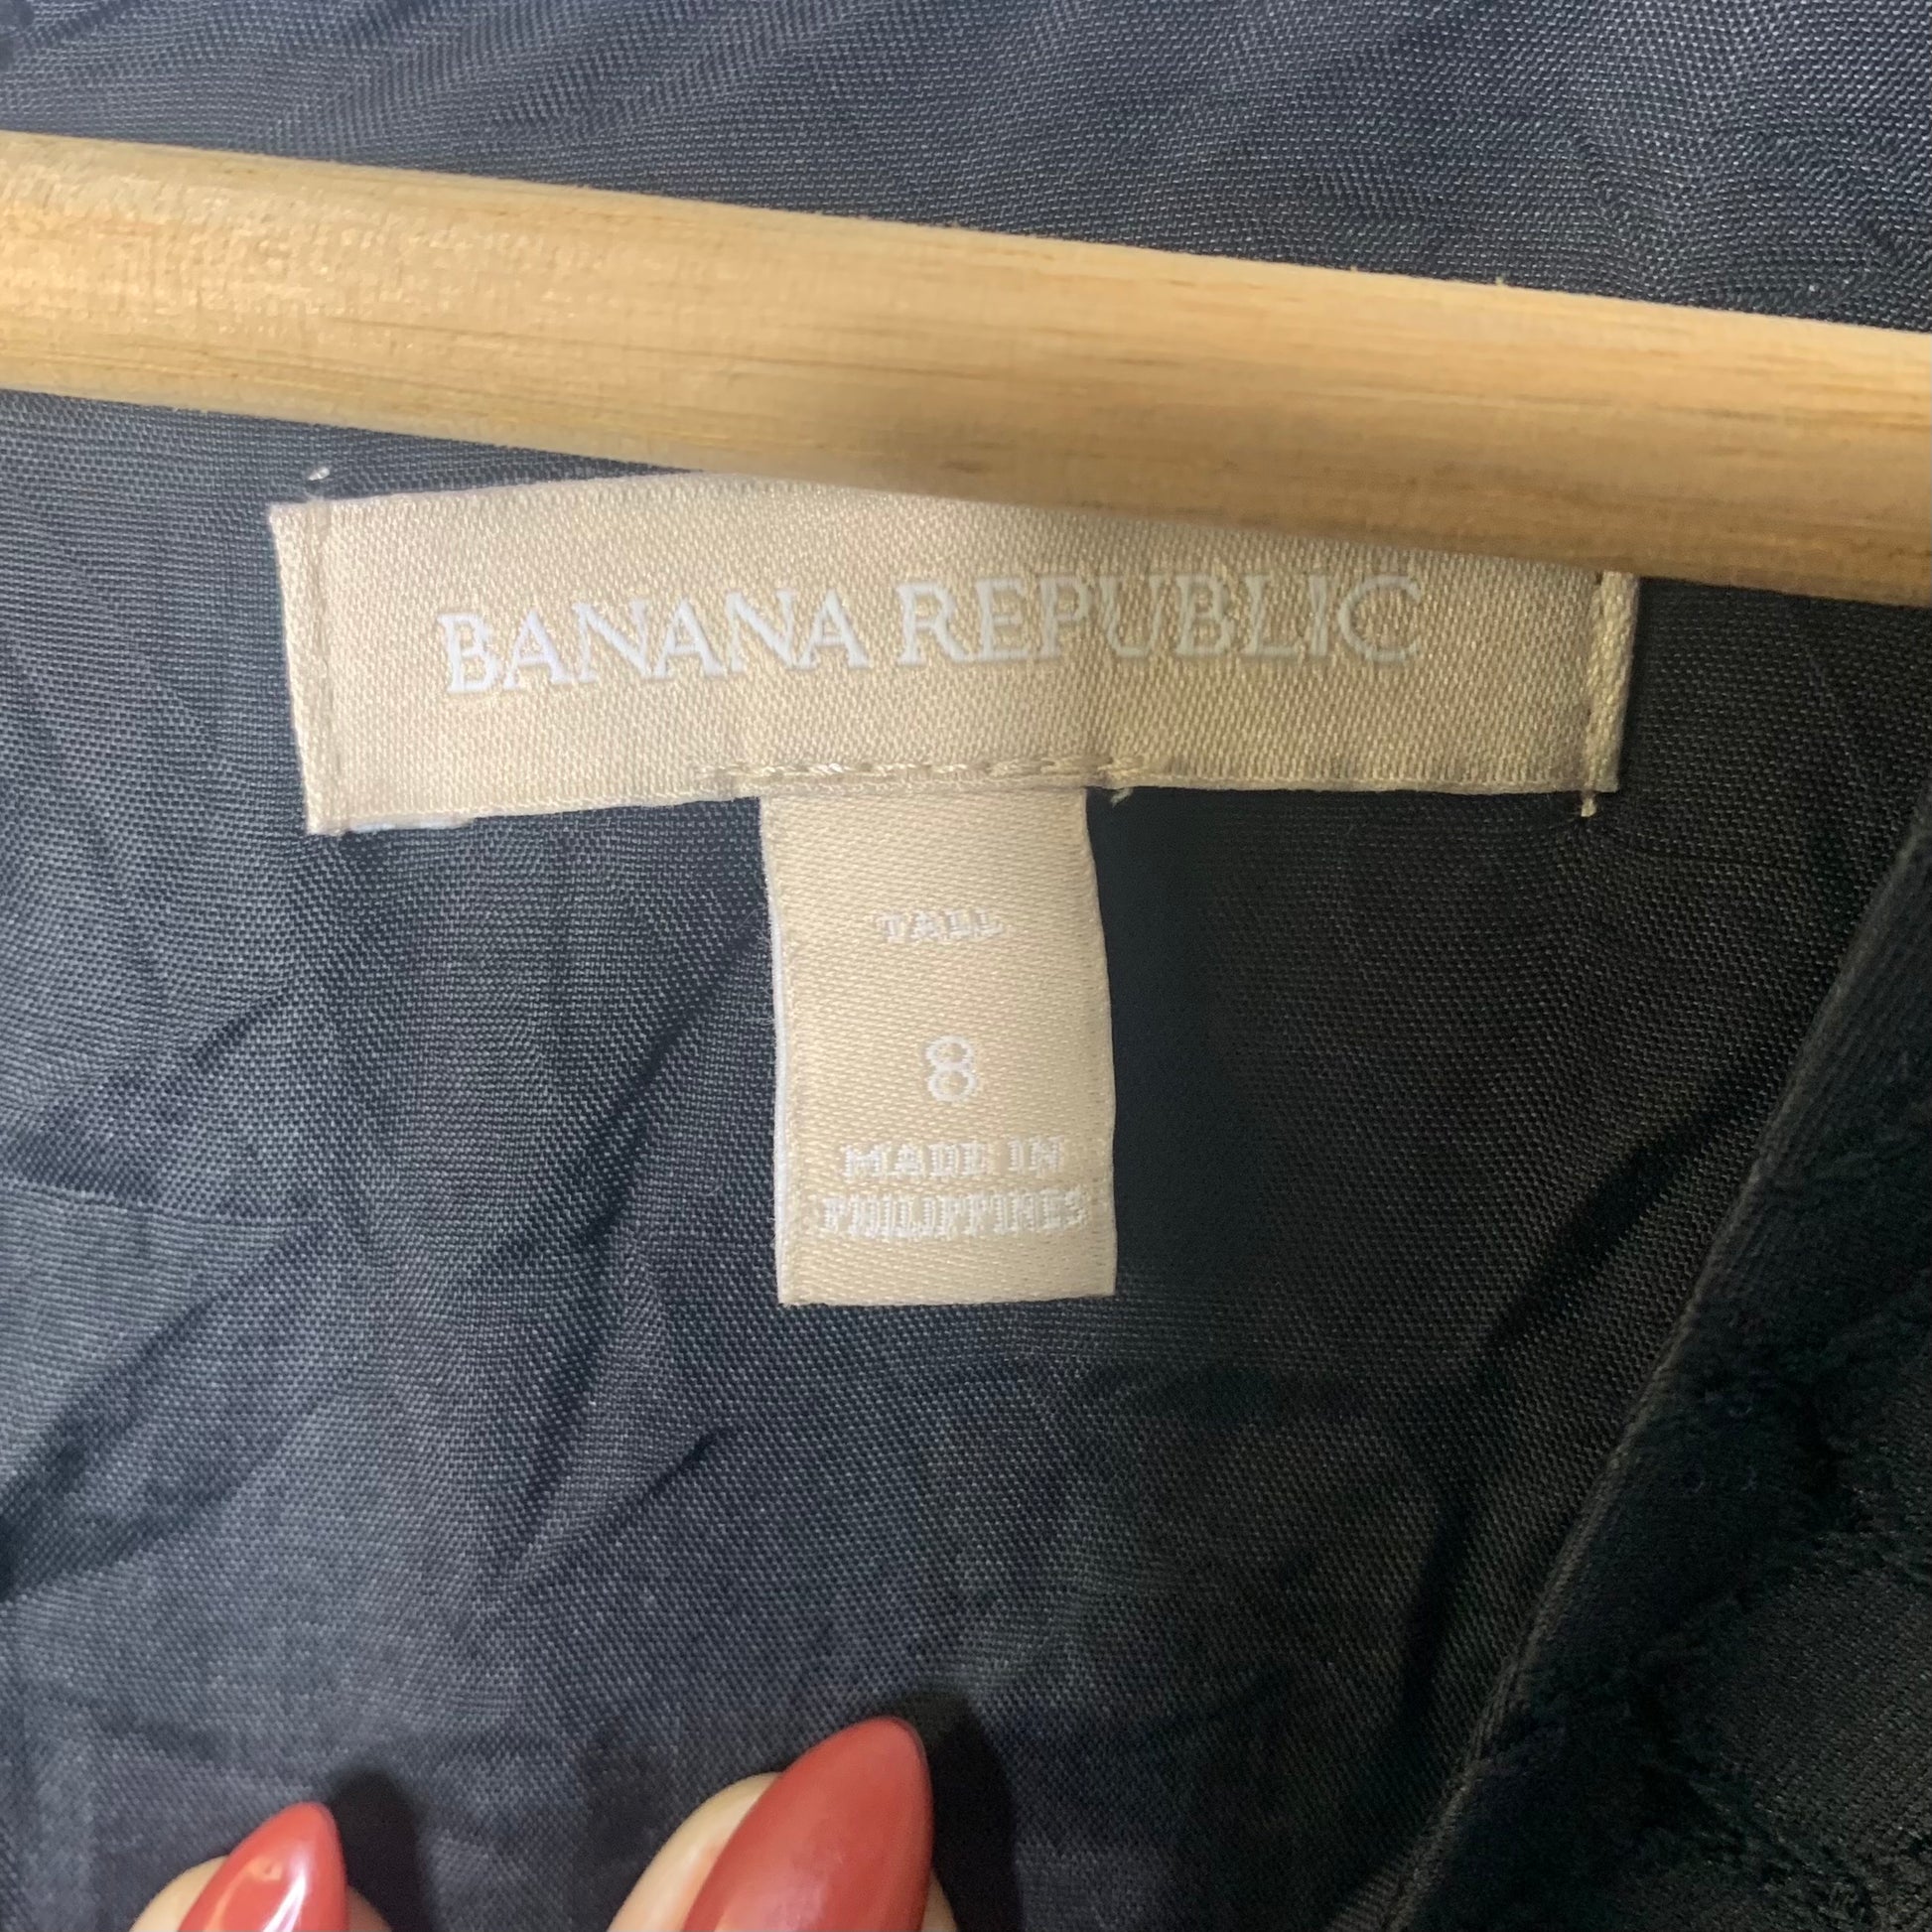 BANANA REPUBLIC
TALL
8
MADE IN
PHILIPPINES